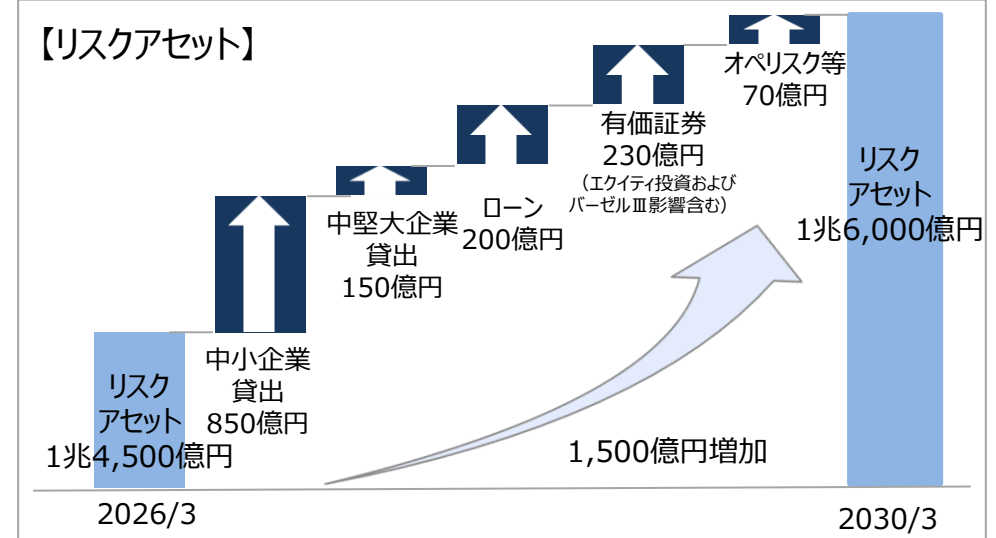 【リスクアセット】
リスク
アセット
1兆4,500億円
中小企業
貸出
850億円
中堅大企業
貸出
150億円
ローン
200億円
有価証券
230億円
（エクイティ投資および
バーゼルⅢ影響含む）
オペリスク等
70億円
リスク
アセット
1兆6,000億円
1,500億円増加
2026/3
2030/3